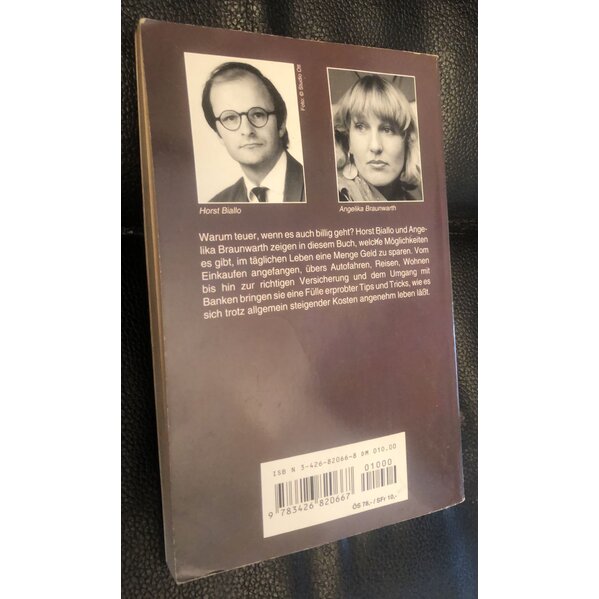 Foto: © Studio Ott
Horst Biallo
Angelika Braunwarth
Warum teuer, wenn es auch billig geht? Horst Biallo und Ange-
lika Braunwarth zeigen in diesem Buch, welche Möglichkeiten
es gibt, im täglichen Leben eine Menge Geld zu sparen. Vom
Einkaufen angefangen, übers Autofahren, Reisen, Wohnen
bis hin zur richtigen Versicherung und dem Umgang mit
Banken bringen sie eine Fülle erprobter Tips und Tricks, wie es
sich trotz allgemein steigender Kosten angenehm leben läßt.
ISBN 3-426-82066-8 DM 010.00
01000
9 783426 820667
ÖS 78,-/SFr 10,-